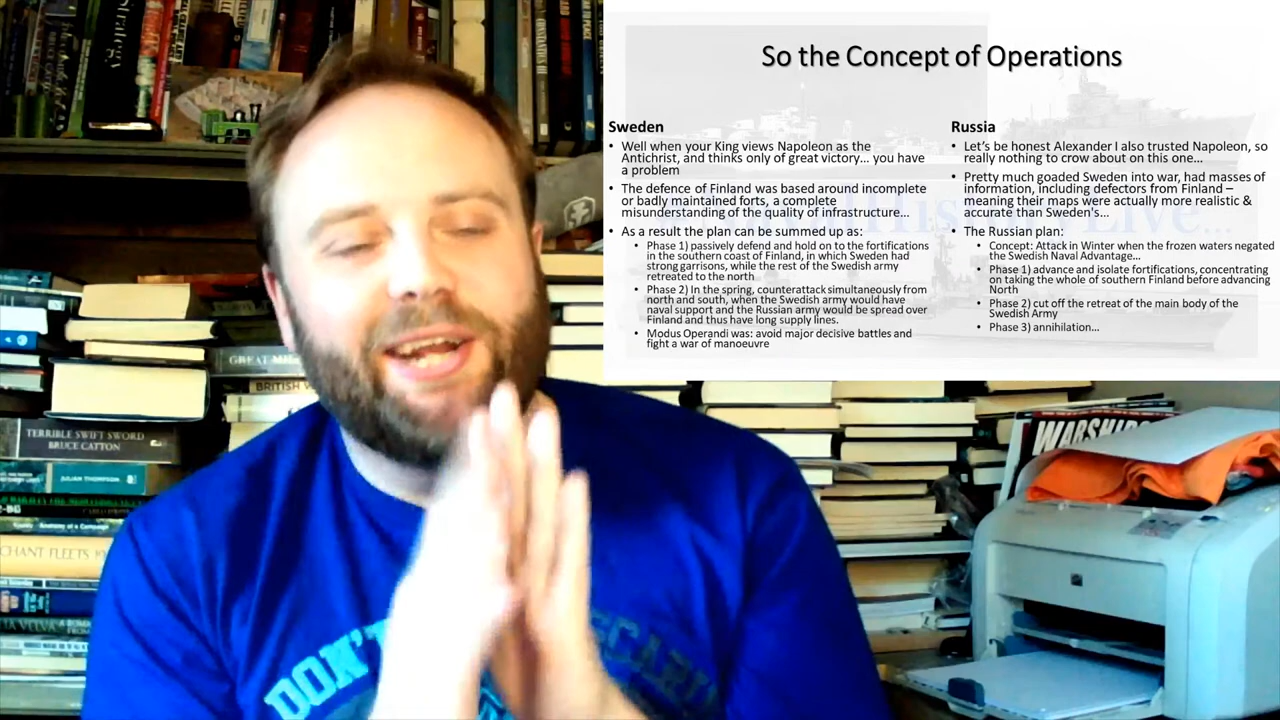 So the Concept of Operations
Sweden
• Well when your King views Napoleon as the
Antichrist, and thinks only of great victory... you have
a problem
• The defence of Finland was based around incomplete
or badly maintained forts, a complete
misunderstanding of the quality of infrastructure...
• As a result the plan can be summed up as:
• Phase 1) passively defend and hold on to the fortifications
in the southern coast of Finland, in which Sweden had
strong garrisons, while the rest of the Swedish army
retreated to the north
• Phase 2) In the spring, counterattack simultaneously from
north and south, when the Swedish army would have
naval support and the Russian army would be spread over
Finland and thus have long supply lines.
• Modus Operandi was: avoid major decisive battles and
fight a war of manoeuvre
Russia
• Let's be honest Alexander I also trusted Napoleon, so
really nothing to crow about on this one...
• Pretty much goaded Sweden into war, had masses of
information, including defectors from Finland –
meaning their maps were actually more realistic &
accurate than Sweden's...
• The Russian plan:
• Concept: Attack in Winter when the frozen waters negated
the Swedish Naval Advantage...
• Phase 1) advance and isolate fortifications, concentrating
on taking the whole of southern Finland before advancing
North
• Phase 2) cut off the retreat of the main body of the
Swedish Army
• Phase 3) annihilation...
Strategy
GREAT
BRITISH
TERRIBLE SWIFT SWORD
BRUCE CATTON
JULIAN THOMPSON
CHANT FLEETS
WARSHIP
DON'T
hp